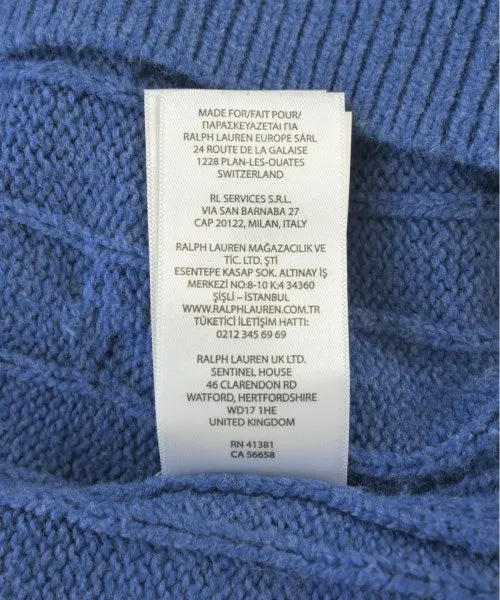 MADE FOR/FAIT POUR/
ΠΑΡΑΣΚΕΥΑΖΕΤΑΙ ΓΙΑ
RALPH LAUREN EUROPE SÁRL
24 ROUTE DE LA GALAISE
1228 PLAN-LES-OUATES
SWITZERLAND
RL SERVICES S.R.L.
VIA SAN BARNABA 27
CAP 20122, MILAN, ITALY
RALPH LAUREN MAĞAZACILIK VE
TİC. LTD. ŞTİ
ESENTEPE KASAP SOK. ALTINAY İŞ
MERKEZİ NO:8-10 K:4 34360
ŞİŞLİ – İSTANBUL
WWW.RALPHLAUREN.COM.TR
TÜKETİCİ İLETİŞİM HATTI:
0212 345 69 69
RALPH LAUREN UK LTD.
SENTINEL HOUSE
46 CLARENDON RD
WATFORD, HERTFORDSHIRE
WD17 1HE
UNITED KINGDOM
RN 41381
CA 56658